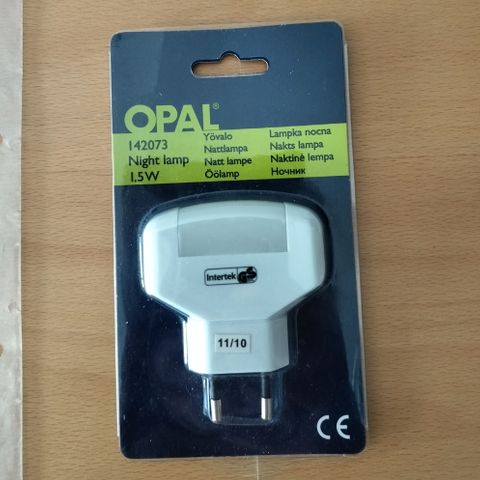 OPAL®
142073
Night lamp
1.5W
Yövalo
Nattlampa
Natt lampe
Öölamp
Lampka nocna
Nakts lampa
Naktinė lempa
Ночник
Intertek GS
11/10
CE